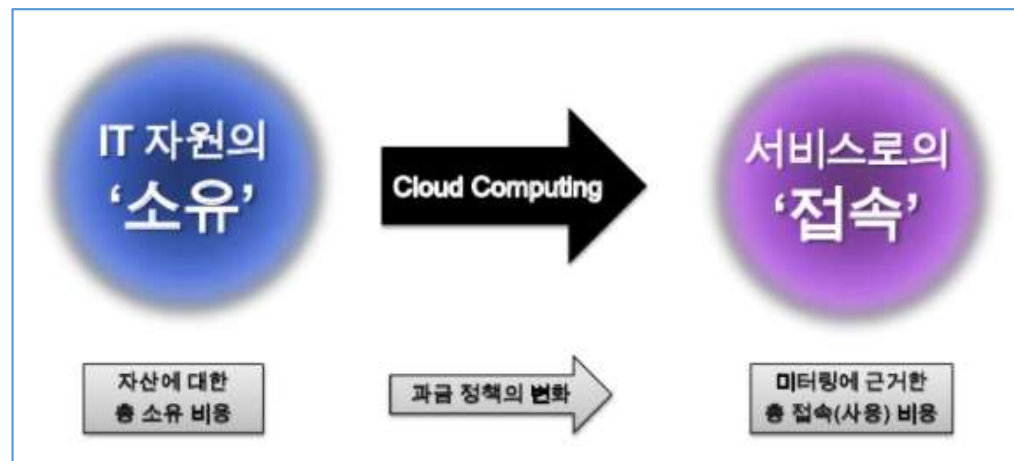 IT 자원의
‘소유’
Cloud Computing
서비스로의
‘접속’
자산에 대한
총 소유 비용
과금 정책의 변화
미터링에 근거한
총 접속(사용) 비용